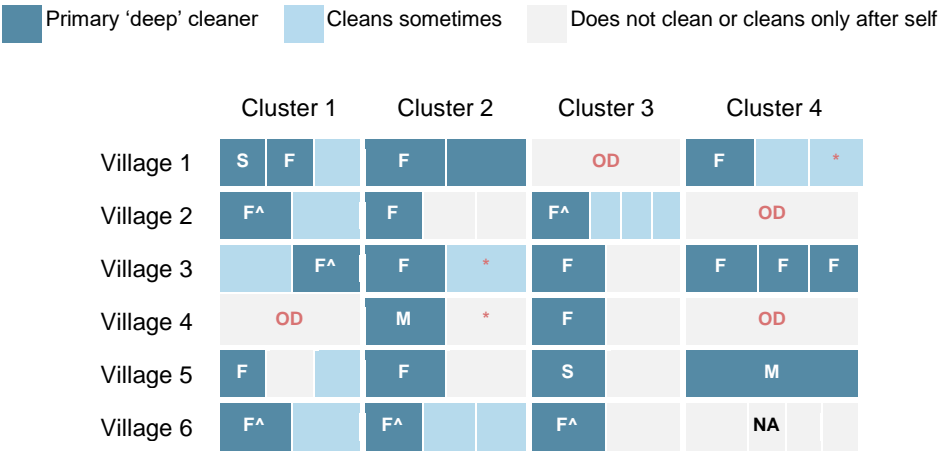 Primary ‘deep’ cleaner Cleans sometimes Does not clean or cleans only after self
Cluster 1 Cluster 2 Cluster 3 Cluster 4
Village 1 S F F OD F *
Village 2 F^ F F^ OD
Village 3 F^ F * F F F F
Village 4 OD M * F OD
Village 5 F F S M
Village 6 F^ F^ F^ NA